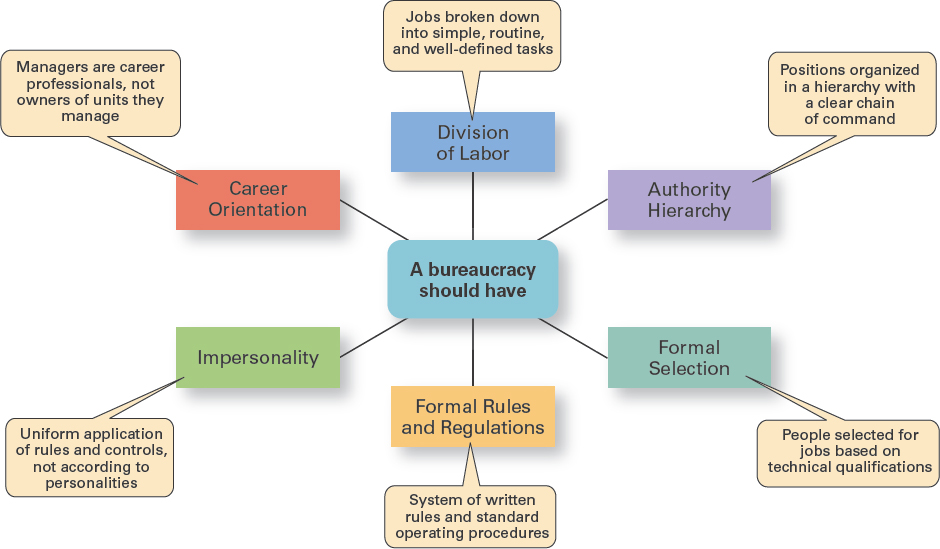 Jobs broken down
into simple, routine,
and well-defined tasks
Managers are career
professionals, not
owners of units they
manage
Positions organized
in a hierarchy with
a clear chain
of command
Division
of Labor
Career
Orientation
Authority
Hierarchy
A bureaucracy
should have
Impersonality
Formal
Selection
Formal Rules
and Regulations
Uniform application
of rules and controls,
not according to
personalities
People selected for
jobs based on
technical qualifications
System of written
rules and standard
operating procedures